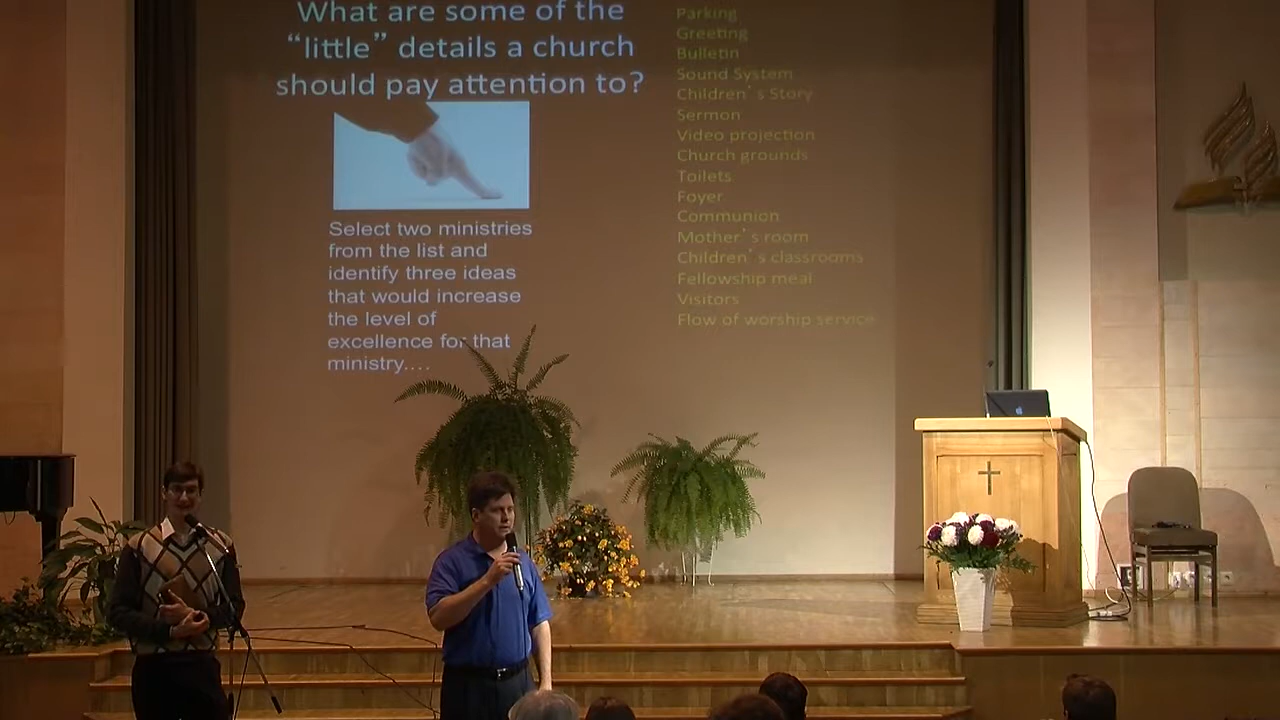 What are some of the
“little” details a church
should pay attention to?
Select two ministries
from the list and
identify three ideas
that would increase
the level of
excellence for that
ministry....
Parking
Greeting
Bulletin
Sound System
Children's Story
Sermon
Video projection
Church grounds
Toilets
Foyer
Communion
Mother's room
Children's classrooms
Fellowship meal
Visitors
Flow of worship service